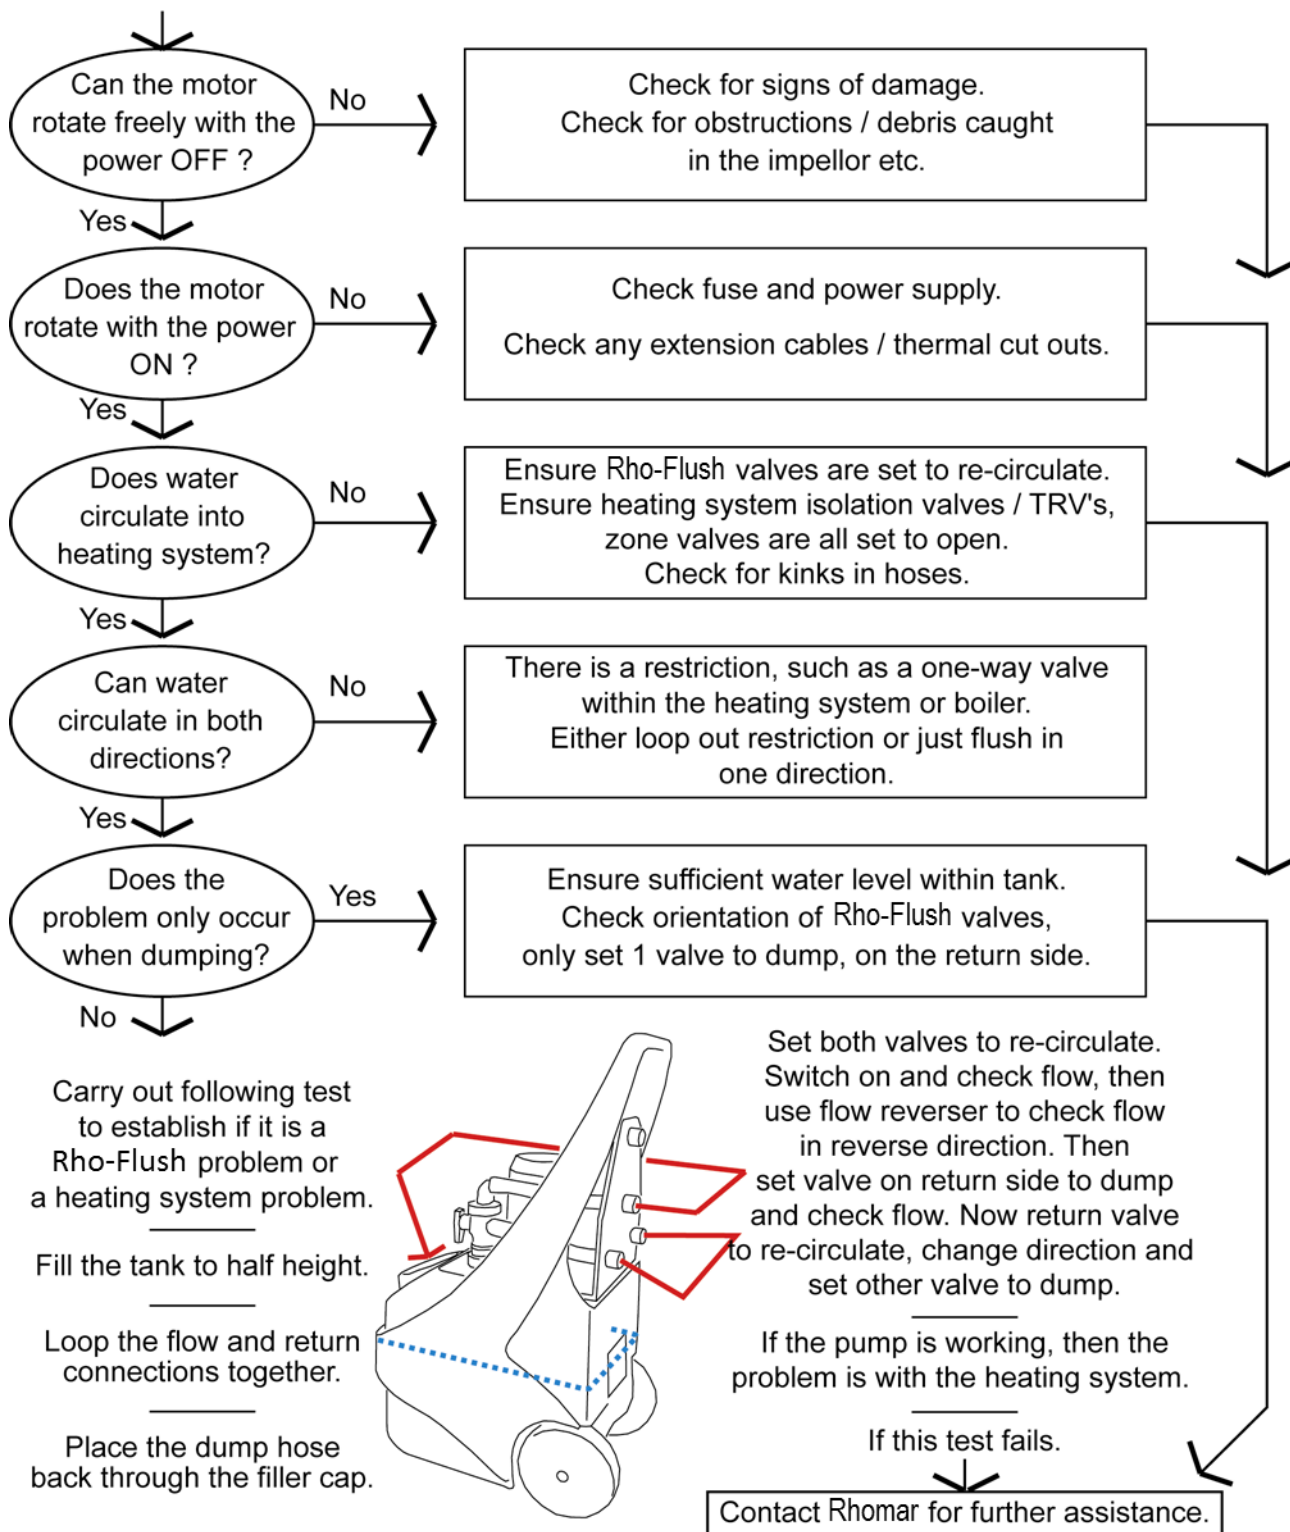 Can the motor
rotate freely with the
power OFF ?
No
Check for signs of damage.
Check for obstructions / debris caught
in the impellor etc.
Yes
Does the motor
rotate with the power
ON ?
No
Check fuse and power supply.
Check any extension cables / thermal cut outs.
Yes
Does water
circulate into
heating system?
No
Ensure Rho-Flush valves are set to re-circulate.
Ensure heating system isolation valves / TRV's,
zone valves are all set to open.
Check for kinks in hoses.
Yes
Can water
circulate in both
directions?
No
There is a restriction, such as a one-way valve
within the heating system or boiler.
Either loop out restriction or just flush in
one direction.
Yes
Does the
problem only occur
when dumping?
Yes
Ensure sufficient water level within tank.
Check orientation of Rho-Flush valves,
only set 1 valve to dump, on the return side.
No
Carry out following test
to establish if it is a
Rho-Flush problem or
a heating system problem.
Fill the tank to half height.
Loop the flow and return
connections together.
Place the dump hose
back through the filler cap.
Set both valves to re-circulate.
Switch on and check flow, then
use flow reverser to check flow
in reverse direction. Then
set valve on return side to dump
and check flow. Now return valve
to re-circulate, change direction and
set other valve to dump.
If the pump is working, then the
problem is with the heating system.
If this test fails.
Contact Rhomar for further assistance.